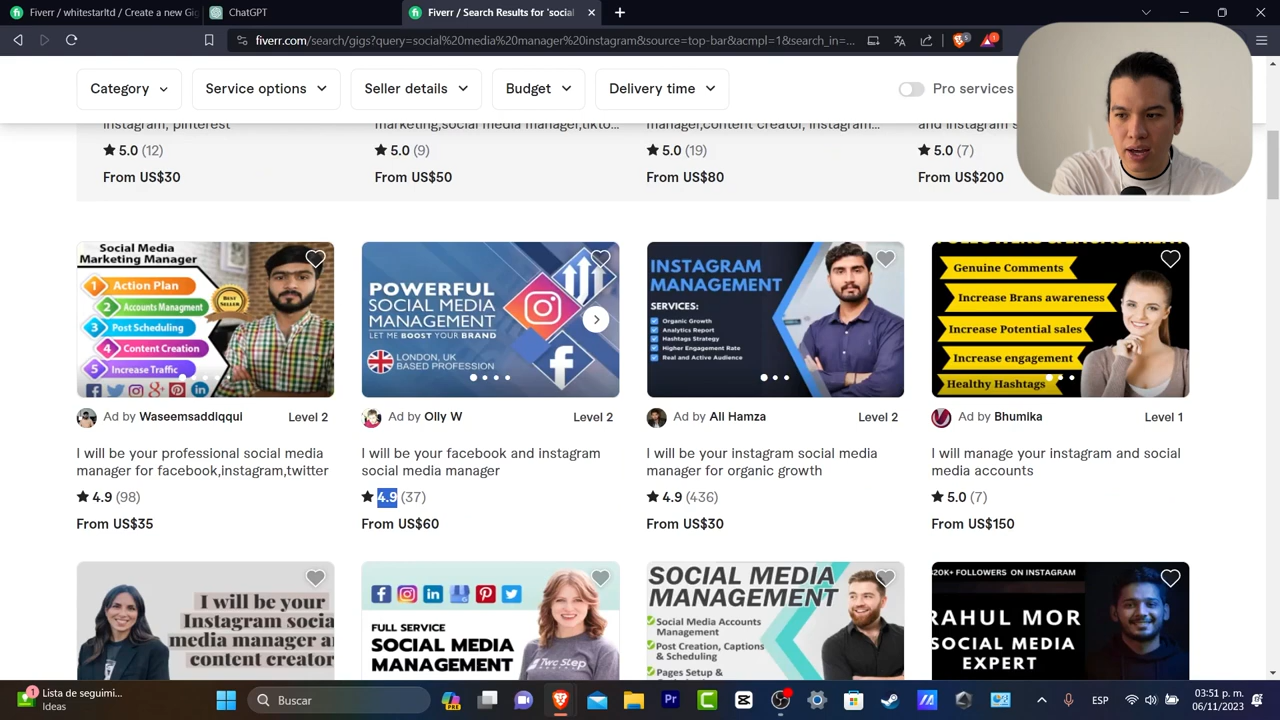 Fiverr / whitestarltd / Create a new Gig
ChatGPT
Fiverr / Search Results for 'social
fiverr.com/search/gigs?query=social%20media%20manager%20instagram&source=top-bar&acmpl=1&search_in=...
5
1
Category
Service options
Seller details
Budget
Delivery time
Pro services
instagram, pinterest
marketing,social media manager,tikto...
manager,content creator, instagram...
and instagram s
5.0 (12)
5.0 (9)
5.0 (19)
5.0 (7)
From US$30
From US$50
From US$80
From US$200
Social Media
Marketing Manager
1 Action Plan
2 Accounts Managment
3 Post Scheduling
4 Content Creation
5 Increase Traffic
BEST
SELLER
POWERFUL
SOCIAL MEDIA
MANAGEMENT
LET ME BOOST YOUR BRAND
LONDON, UK
BASED PROFESSION
INSTAGRAM
MANAGEMENT
SERVICES:
Organic Growth
Analytics Report
Hashtags Strategy
Higher Engagement Rate
Real and Active Audience
FOLLOWERS & ENGAGEMENT
Genuine Comments
Increase Brans awareness
Increase Potential sales
Increase engagement
Healthy Hashtags
Ad by Waseemsaddiqqui
Level 2
Ad by Olly W
Level 2
Ad by Ali Hamza
Level 2
Ad by Bhumika
Level 1
I will be your professional social media
manager for facebook,instagram,twitter
I will be your facebook and instagram
social media manager
I will be your instagram social media
manager for organic growth
I will manage your instagram and social
media accounts
4.9 (98)
4.9 (37)
4.9 (436)
5.0 (7)
From US$35
From US$60
From US$30
From US$150
I will be your
Instagram socia
media manager an
content creator
FULL SERVICE
SOCIAL MEDIA
MANAGEMENT
Two Step
SOCIAL MEDIA
MANAGEMENT
Social Media Accounts
Management
Post Creation, Captions
& Scheduling
Pages Setup &
20K+ FOLLOWERS ON INSTAGRAM
RAHUL MOR
SOCIAL MEDIA
EXPERT
1
Lista de seguimi...
Ideas
Buscar
ESP
03:51 p. m.
06/11/2023